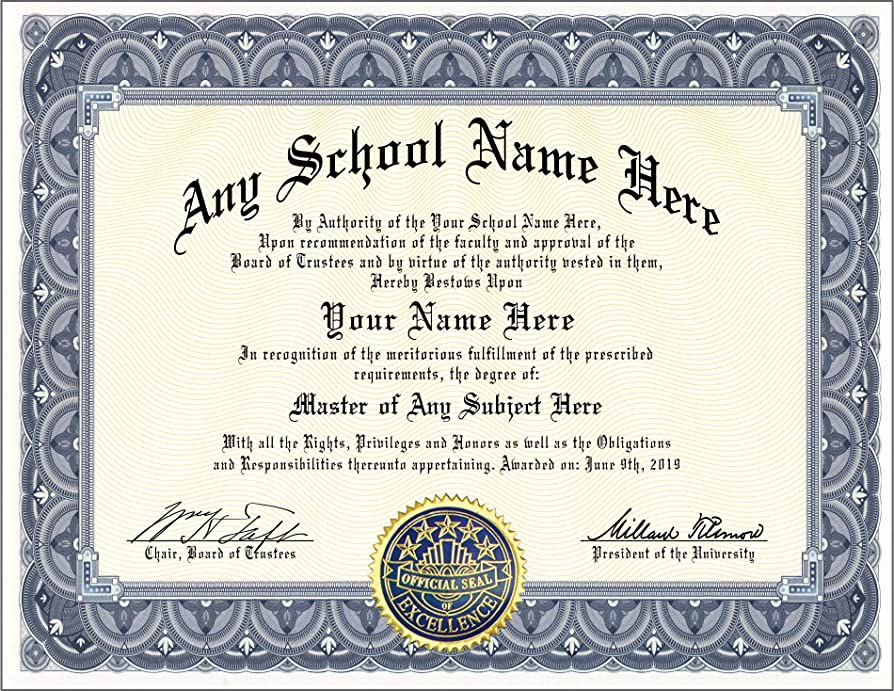 Any School Name Here
By Authority of the Your School Name Here,
Upon recommendation of the faculty and approval of the
Board of Trustees and by virtue of the authority vested in them,
Hereby Bestows Upon
Your Name Here
In recognition of the meritorious fulfillment of the prescribed
requirements, the degree of:
Master of Any Subject Here
With all the Rights, Privileges and Honors as well as the Obligations
and Responsibilities thereunto appertaining. Awarded on: June 9th, 2019
Chair, Board of Trustees
OFFICIAL SEAL
OF
EXCELLENCE
Millard Fillmore
President of the University